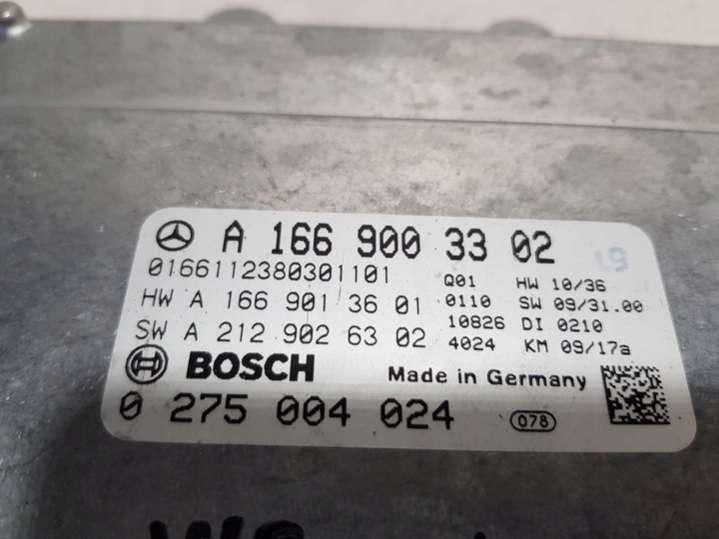 A 166 900 33 02
0166112380301101
Q01 HW 10/36
HW A 166 901 36 01
0110 SW 09/31.00
10826 DI 0210
SW A 212 902 63 02
4024 KM 09/17a
BOSCH
Made in Germany
0 275 004 024
078